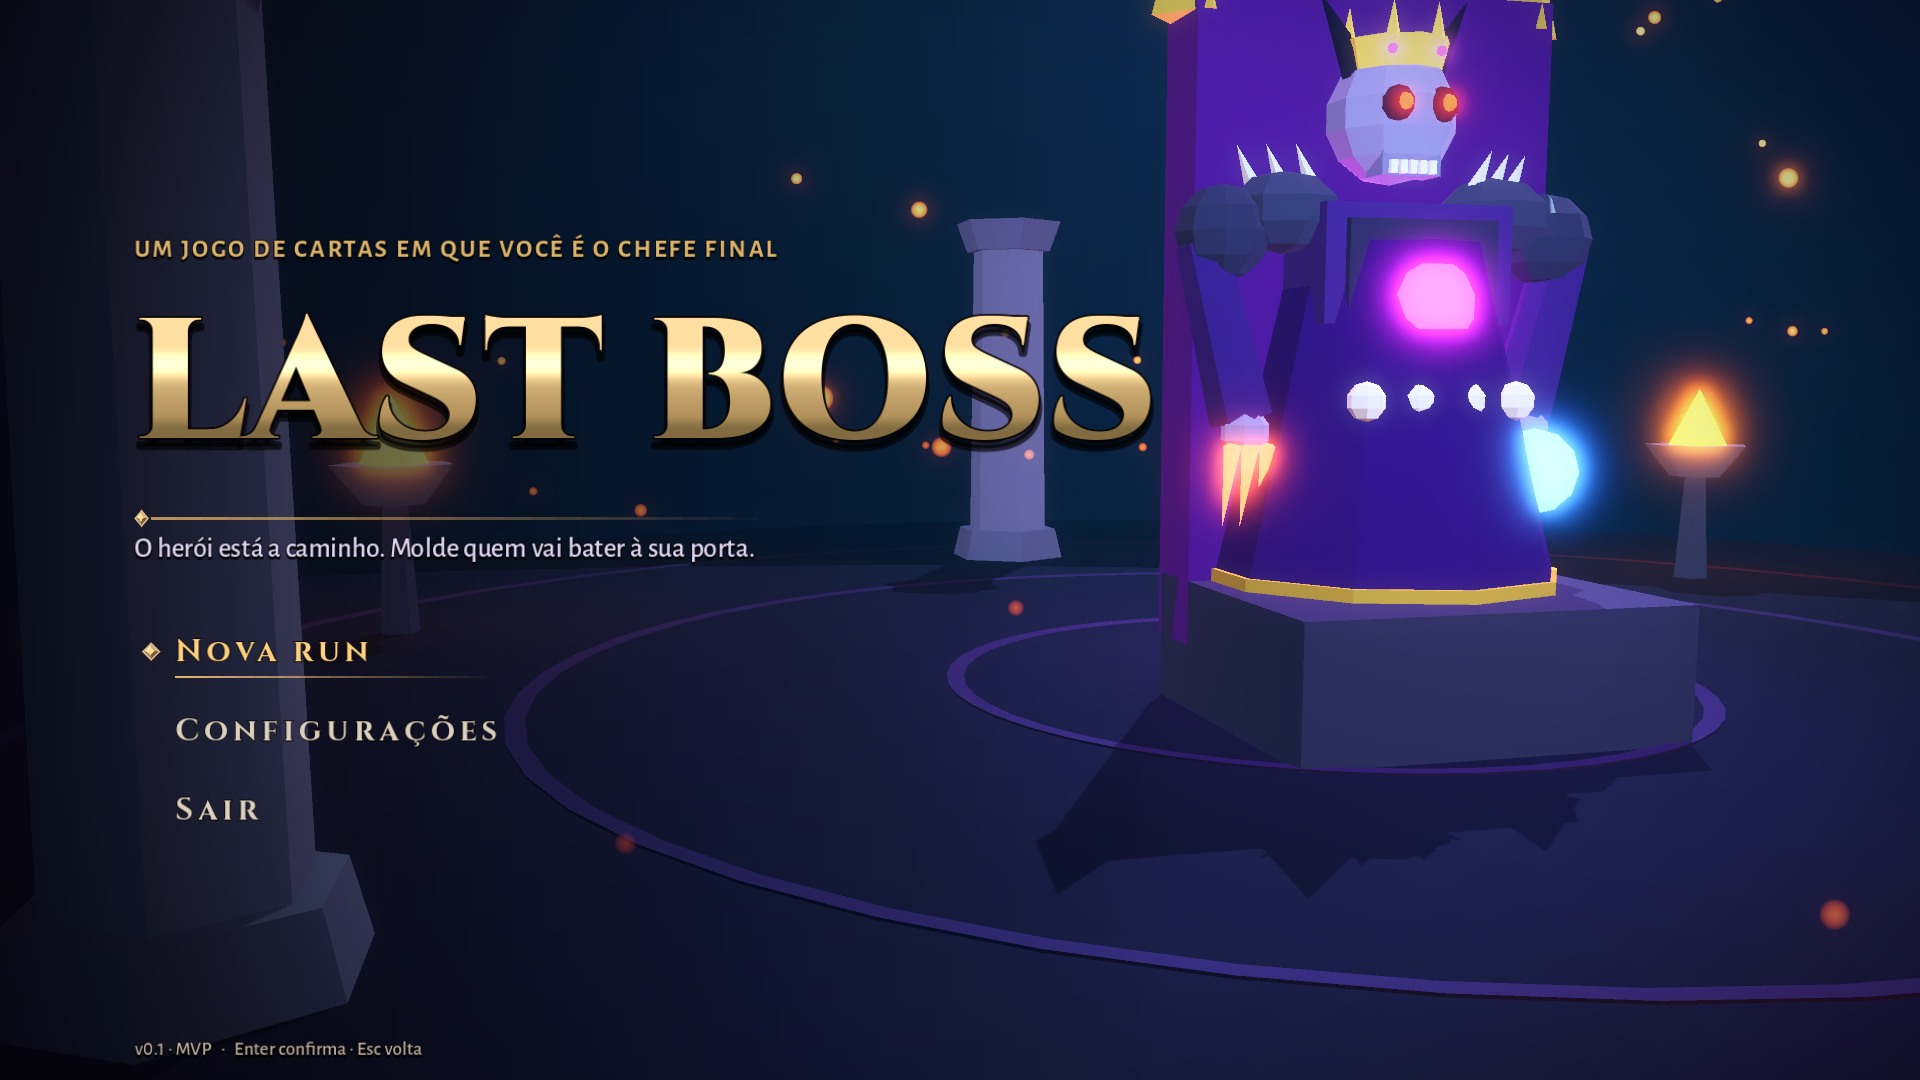 UM JOGO DE CARTAS EM QUE VOCÊ É O CHEFE FINAL
LAST BOSS
O herói está a caminho. Molde quem vai bater à sua porta.
NOVA RUN
CONFIGURAÇÕES
SAIR
v0.1 · MVP · Enter confirma · Esc volta